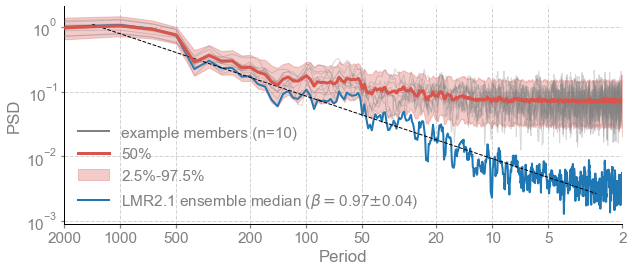 10⁰
10⁻¹
10⁻²
10⁻³
PSD
example members (n=10)
50%
2.5%-97.5%
LMR2.1 ensemble median (β = 0.97±0.04)
2000 1000 500 200 100 50 20 10 5 2
Period